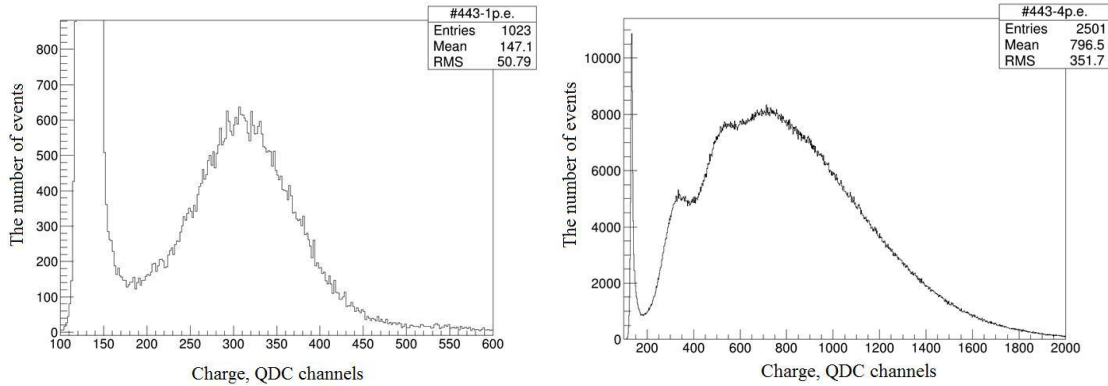 #443-1p.e.
Entries 1023
Mean 147.1
RMS 50.79
The number of events
800
700
600
500
400
300
200
100
0
100 150 200 250 300 350 400 450 500 550 600
Charge, QDC channels
#443-4p.e.
Entries 2501
Mean 796.5
RMS 351.7
The number of events
10000
8000
6000
4000
2000
0
200 400 600 800 1000 1200 1400 1600 1800 2000
Charge, QDC channels